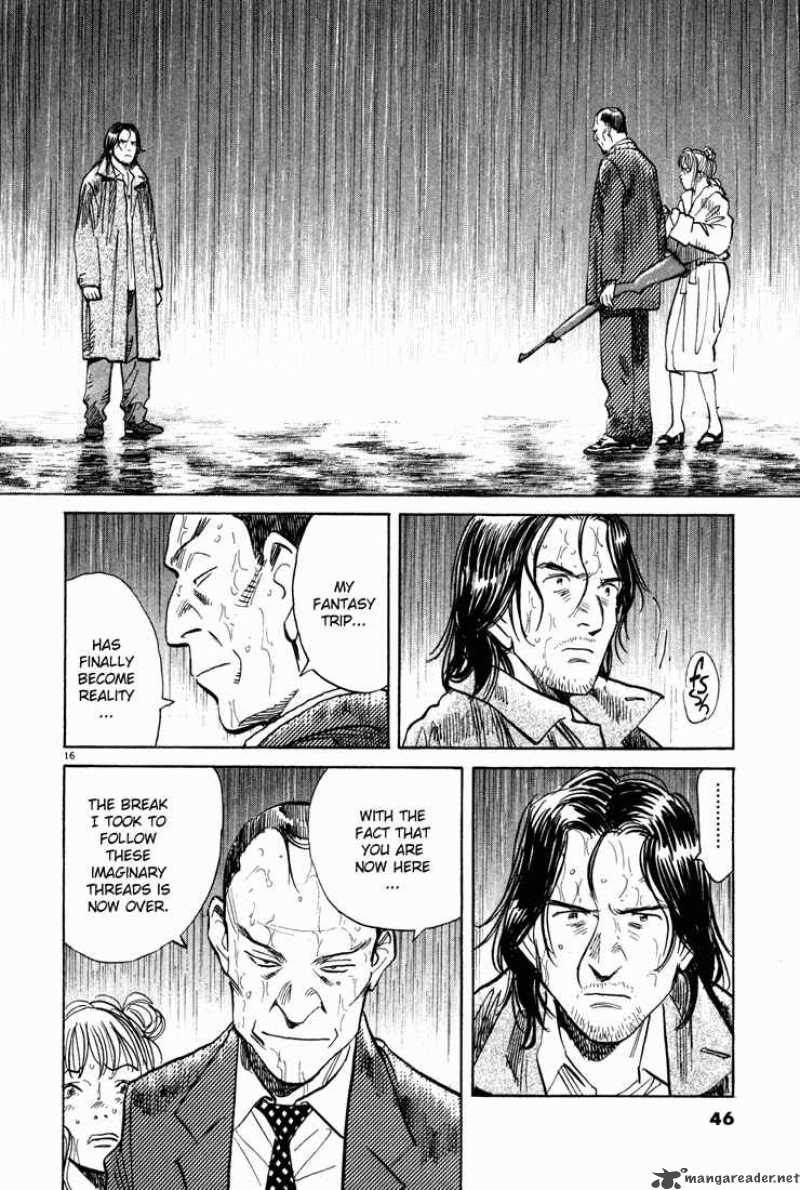 fssh
MY
FANTASY
TRIP...
HAS
FINALLY
BECOME
REALITY
...
16
..........
WITH THE
FACT THAT
YOU ARE
NOW HERE
...
THE BREAK
I TOOK TO
FOLLOW
THESE
IMAGINARY
THREADS IS
NOW OVER.
46
mangareader.net